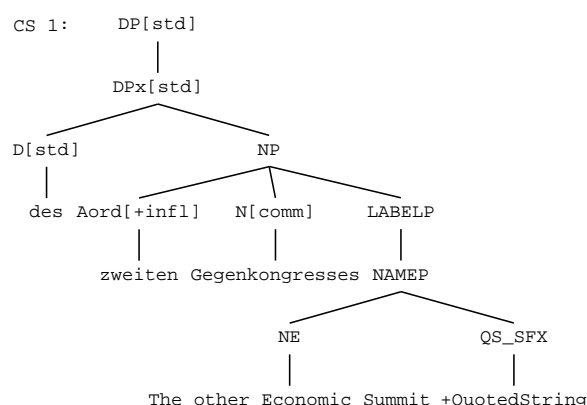 CS 1: DP[std]
DPx[std]
D[std] NP
des Aord[+infl] N[comm] LABELP
zweiten Gegenkongresses NAMEP
NE QS_SFX
The other Economic Summit +QuotedString